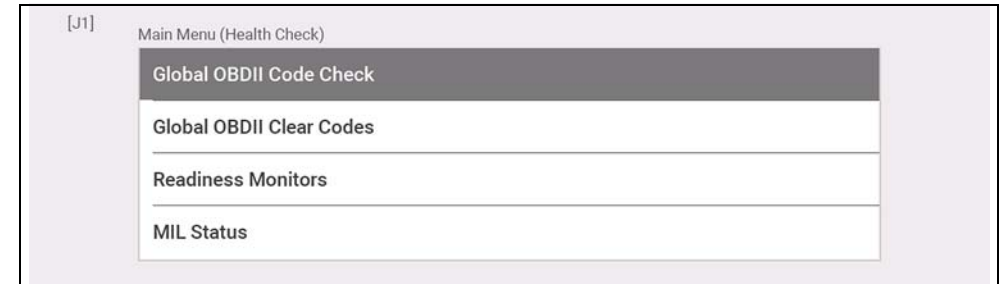 [J1]
Main Menu (Health Check)
Global OBDII Code Check
Global OBDII Clear Codes
Readiness Monitors
MIL Status